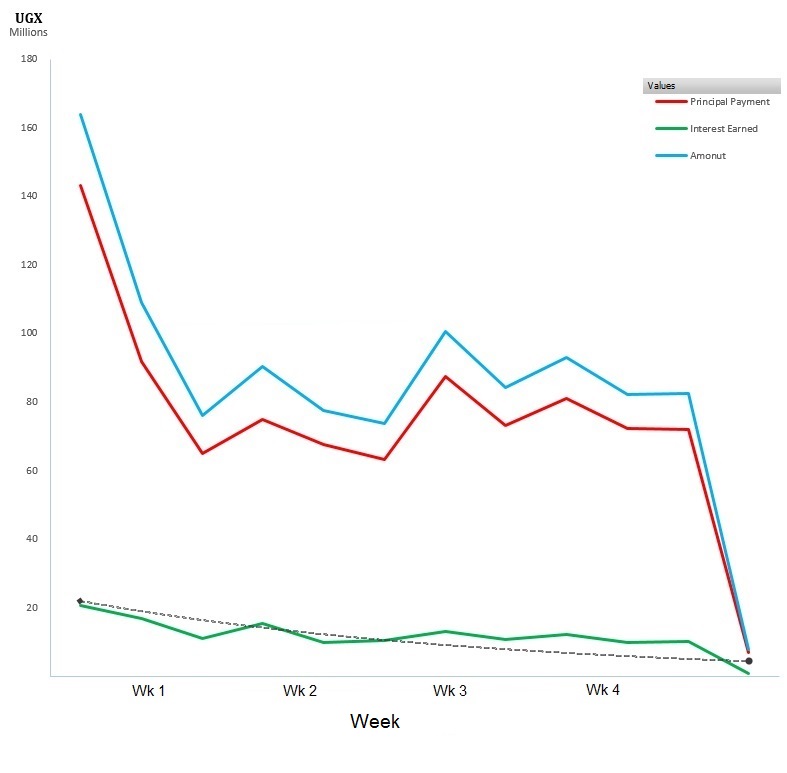 UGX
Millions
180
160
140
120
100
80
60
40
20
Values
Principal Payment
Interest Earned
Amonut
Wk 1 Wk 2 Wk 3 Wk 4
Week